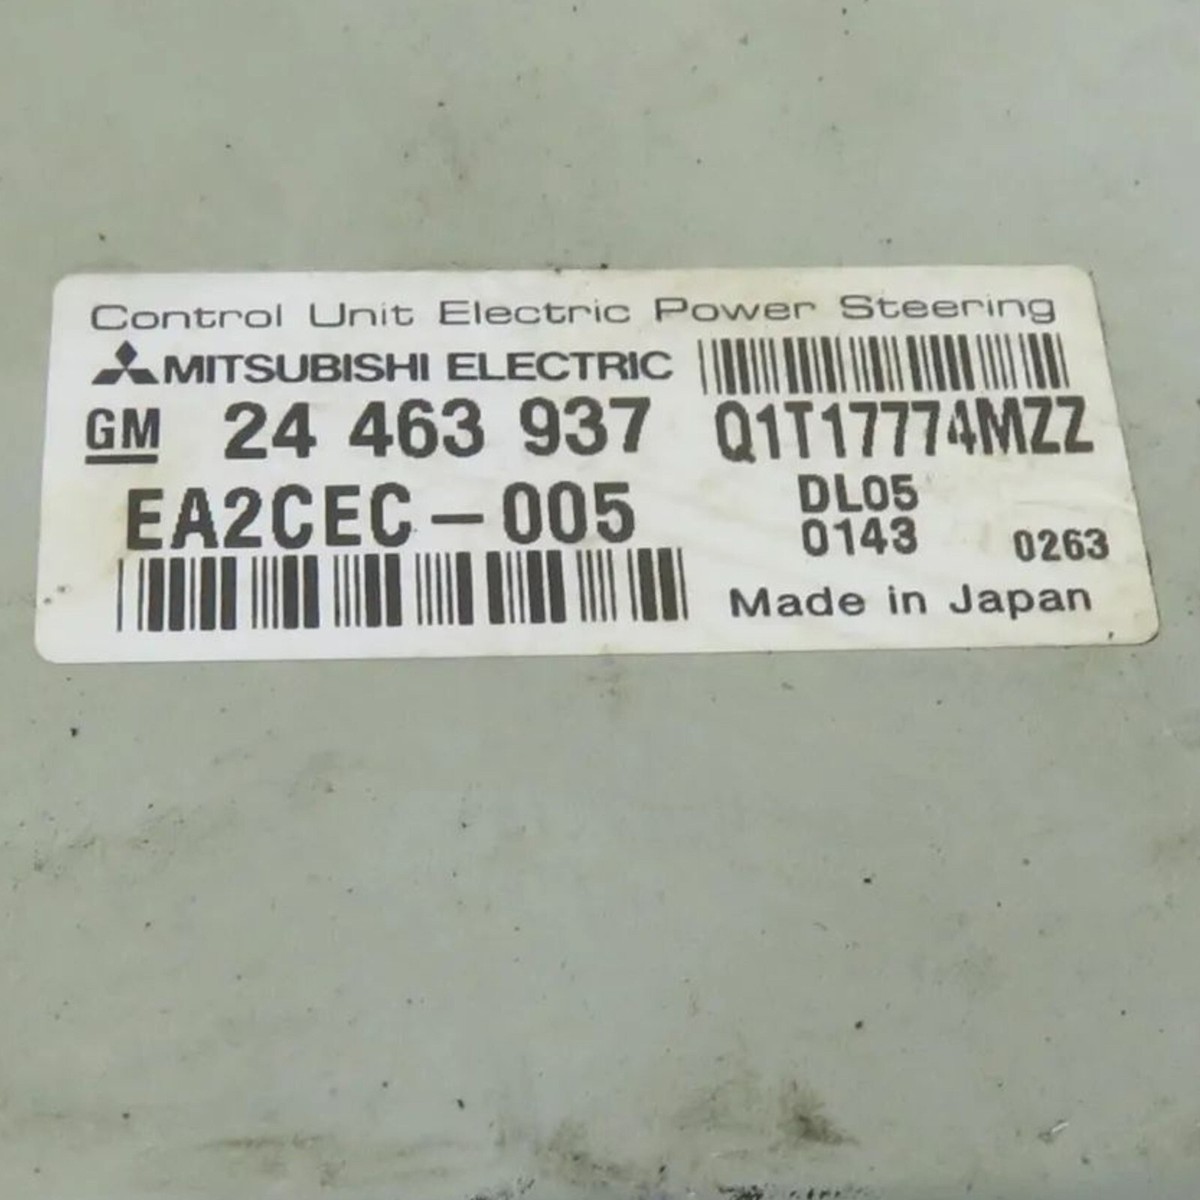 Control Unit Electric Power Steering
MITSUBISHI ELECTRIC
GM 24 463 937 Q1T17774MZZ
EA2CEC-005 DL05
0143 0263
Made in Japan